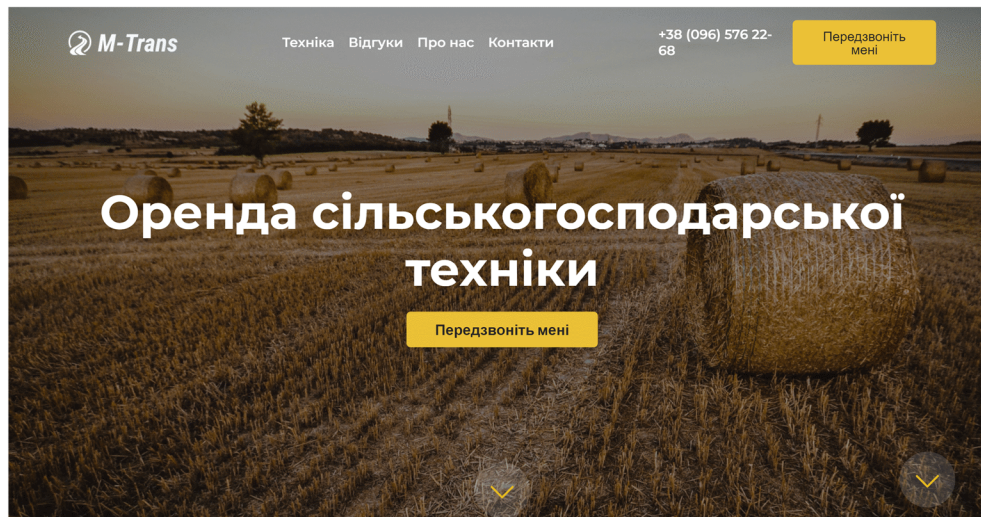 M-Trans
Техніка Відгуки Про нас Контакти
+38 (096) 576 22-
68
Передзвоніть
мені
Оренда сільськогосподарської
техніки
Передзвоніть мені